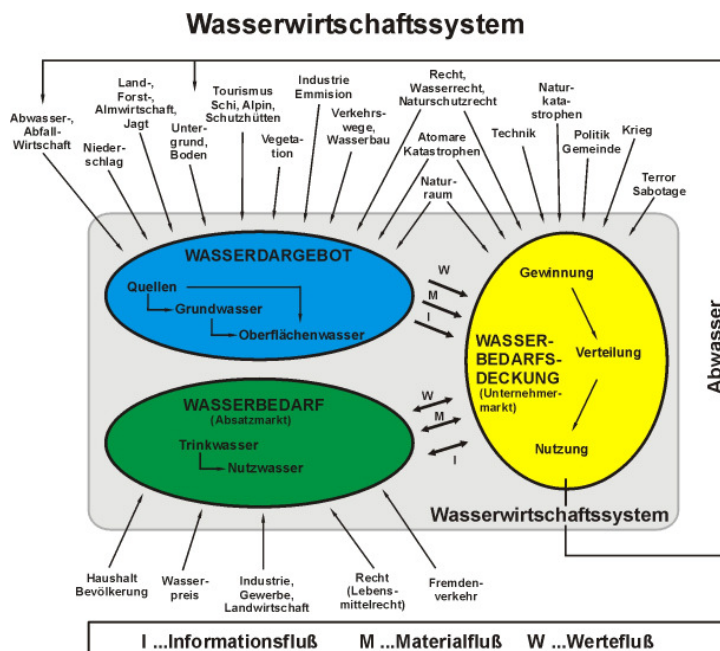 Wasserwirtschaftssystem
Abwasser-,
Abfall-
Wirtschaft
Land-,
Forst-,
Almwirtschaft,
Jagt
Nieder-
schlag
Unter-
grund,
Boden
Tourismus
Schi, Alpin,
Schutzhütten
Vegeta-
tion
Industrie
Emmision
Verkehrs-
wege,
Wasserbau
Recht,
Wasserrecht,
Naturschutzrecht
Atomare
Katastrophen
Natur-
raum
Technik
Natur-
kata-
strophen
Politik
Gemeinde
Krieg
Terror
Sabotage
WASSERDARGEBOT
Quellen
Grundwasser
Oberflächenwasser
W
M
I
Gewinnung
WASSER-
BEDARFS-
DECKUNG
(Unternehmer-
markt)
Verteilung
Nutzung
WASSERBEDARF
(Absatzmarkt)
Trinkwasser
Nutzwasser
W
M
I
Wasserwirtschaftssystem
Abwasser
Haushalt
Bevölkerung
Wasser-
preis
Industrie,
Gewerbe,
Landwirtschaft
Recht
(Lebens-
mittelrecht)
Fremden-
verkehr
I ...Informationsfluß M ...Materialfluß W ...Wertefluß